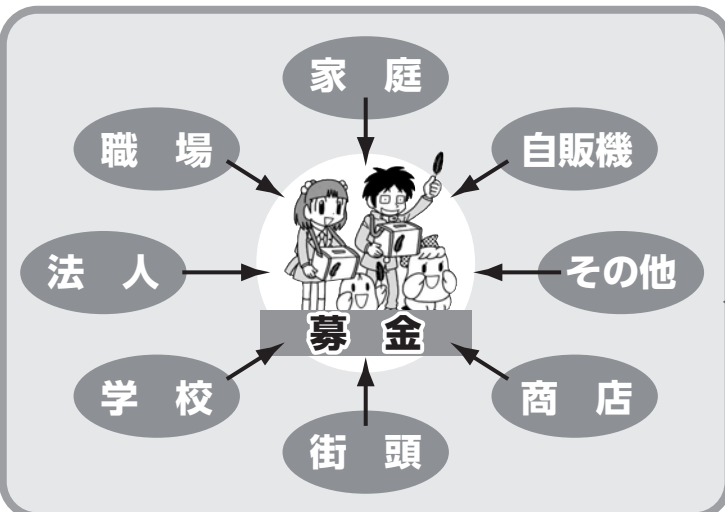 家　庭
職　場
自販機
法　人
その他
募　金
学　校
商　店
街　頭